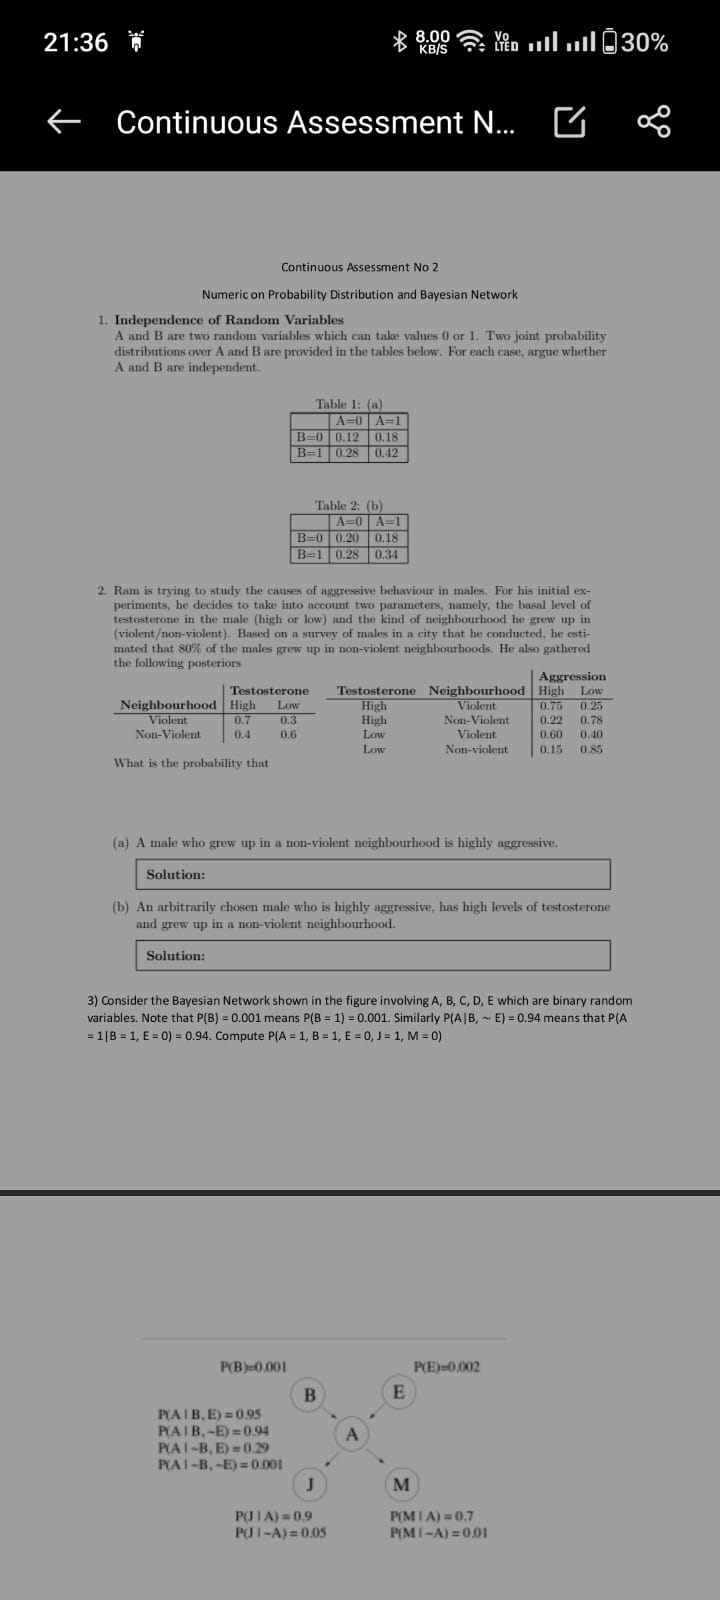 21:36
8.00 KB/S Vo LTED 30%
Continuous Assessment N...
Continuous Assessment No 2
Numeric on Probability Distribution and Bayesian Network
1. Independence of Random Variables
A and B are two random variables which can take values 0 or 1. Two joint probability
distributions over A and B are provided in the tables below. For each case, argue whether
A and B are independent.
Table 1: (a)
A=0 A=1
B=0 0.12 0.18
B=1 0.28 0.42
Table 2: (b)
A=0 A=1
B=0 0.20 0.18
B=1 0.28 0.34
2. Ram is trying to study the causes of aggressive behaviour in males. For his initial ex-
periments, he decides to take into account two parameters, namely, the basal level of
testosterone in the male (high or low) and the kind of neighbourhood he grew up in
(violent/non-violent). Based on a survey of males in a city that he conducted, he esti-
mated that 80% of the males grew up in non-violent neighbourhoods. He also gathered
the following posteriors
Testosterone
Neighbourhood High Low
Violent 0.7 0.3
Non-Violent 0.4 0.6
Aggression
Testosterone Neighbourhood High Low
High Violent 0.75 0.25
High Non-Violent 0.22 0.78
Low Violent 0.60 0.40
Low Non-violent 0.15 0.85
What is the probability that
(a) A male who grew up in a non-violent neighbourhood is highly aggressive.
Solution:
(b) An arbitrarily chosen male who is highly aggressive, has high levels of testosterone
and grew up in a non-violent neighbourhood.
Solution:
3) Consider the Bayesian Network shown in the figure involving A, B, C, D, E which are binary random
variables. Note that P(B) = 0.001 means P(B = 1) = 0.001. Similarly P(A|B, ~ E) = 0.94 means that P(A
= 1|B = 1, E = 0) = 0.94. Compute P(A = 1, B = 1, E = 0, J = 1, M = 0)
P(B)=0.001
P(E)=0.002
B
E
P(A | B, E) = 0.95
P(A | B, ~E) = 0.94
P(A | ~B, E) = 0.29
P(A | ~B, ~E) = 0.001
A
J
M
P(J | A) = 0.9
P(J | ~A) = 0.05
P(M | A) = 0.7
P(M | ~A) = 0.01